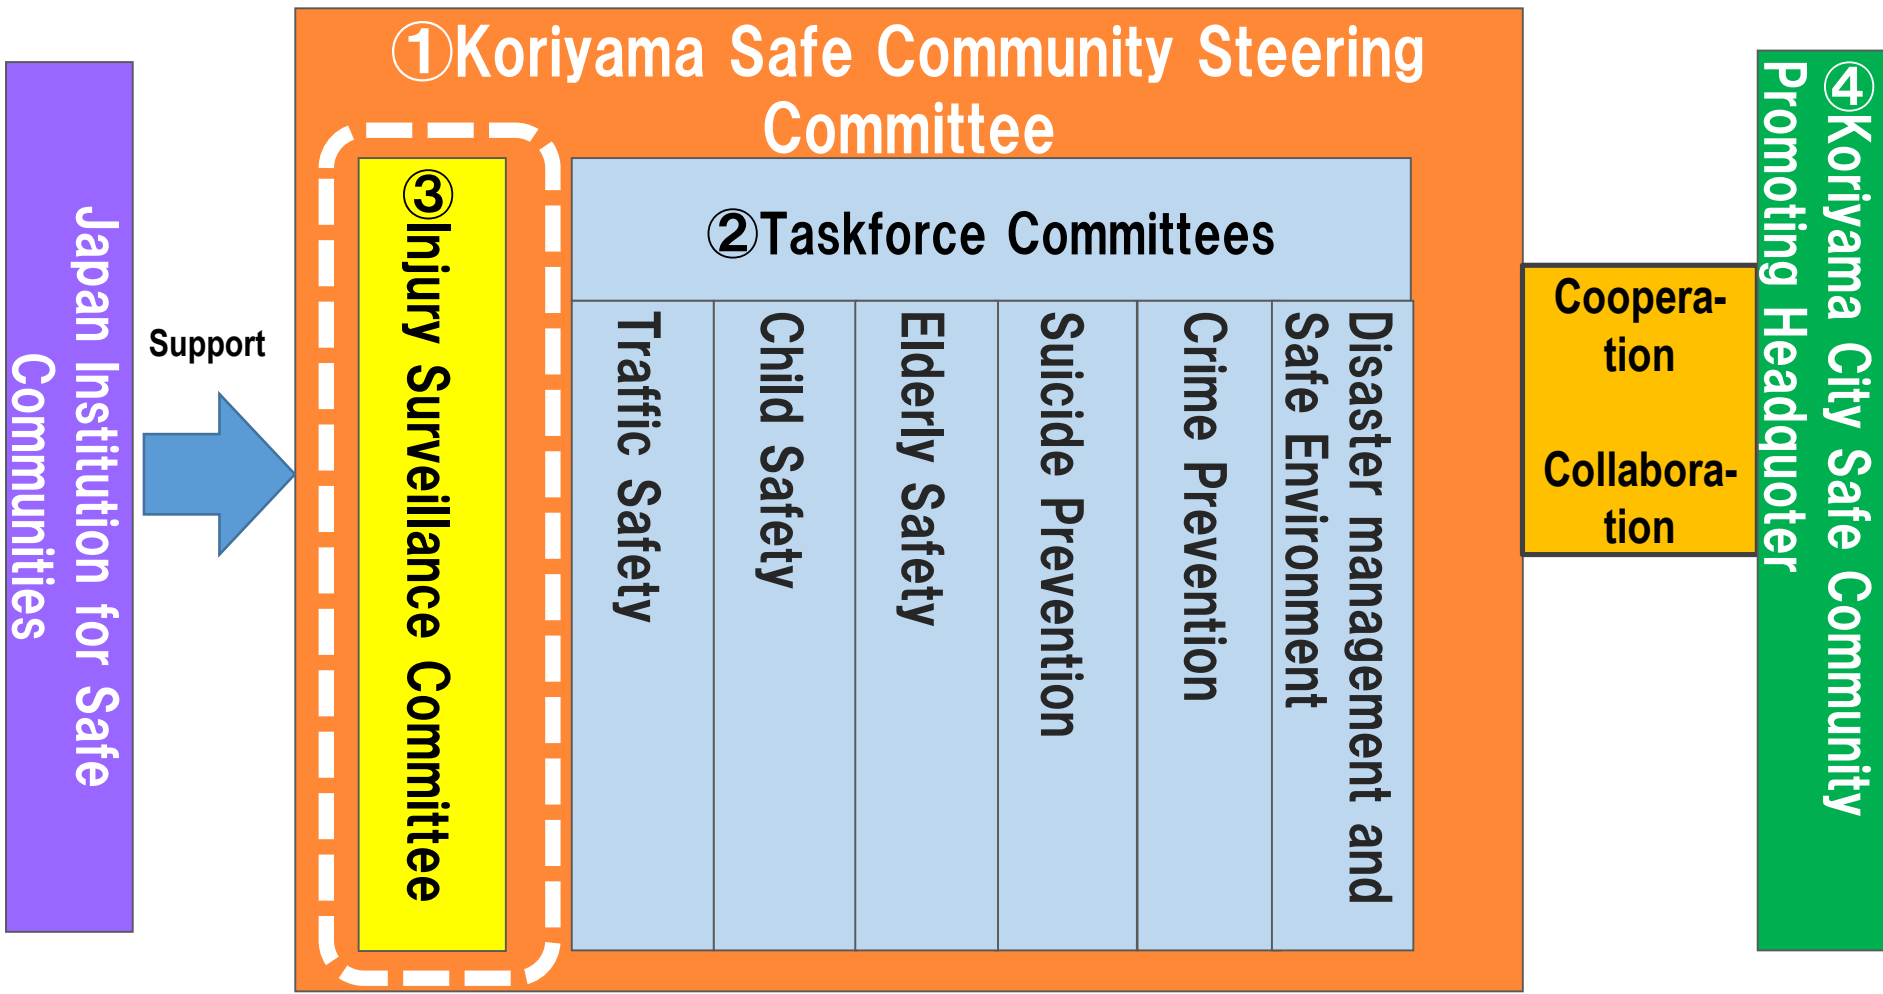 Japan Institution for Safe
Communities
Support
①Koriyama Safe Community Steering
Committee
③Injury Surveillance Committee
②Taskforce Committees
Traffic Safety
Child Safety
Elderly Safety
Suicide Prevention
Crime Prevention
Disaster management and
Safe Environment
Coopera-
tion
Collabora-
tion
④Koriyama City Safe Community
Promoting Headquoter